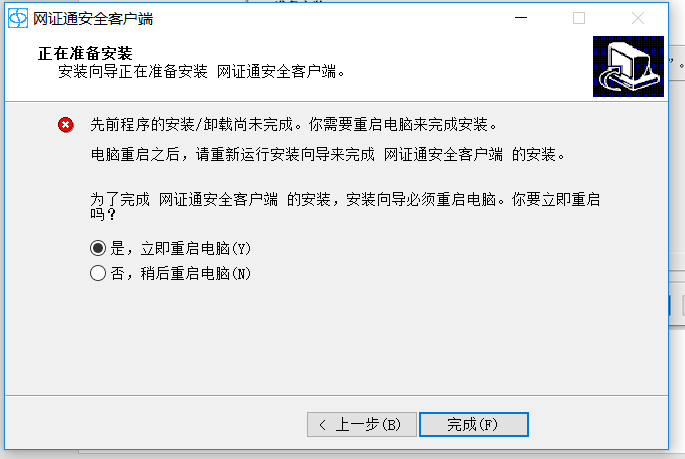 网证通安全客户端
正在准备安装
安装向导正在准备安装 网证通安全客户端。
先前程序的安装/卸载尚未完成。你需要重启电脑来完成安装。
电脑重启之后，请重新运行安装向导来完成 网证通安全客户端 的安装。
为了完成 网证通安全客户端 的安装，安装向导必须重启电脑。你要立即重启
吗？
是，立即重启电脑(Y)
否，稍后重启电脑(N)
< 上一步(B)
完成(F)